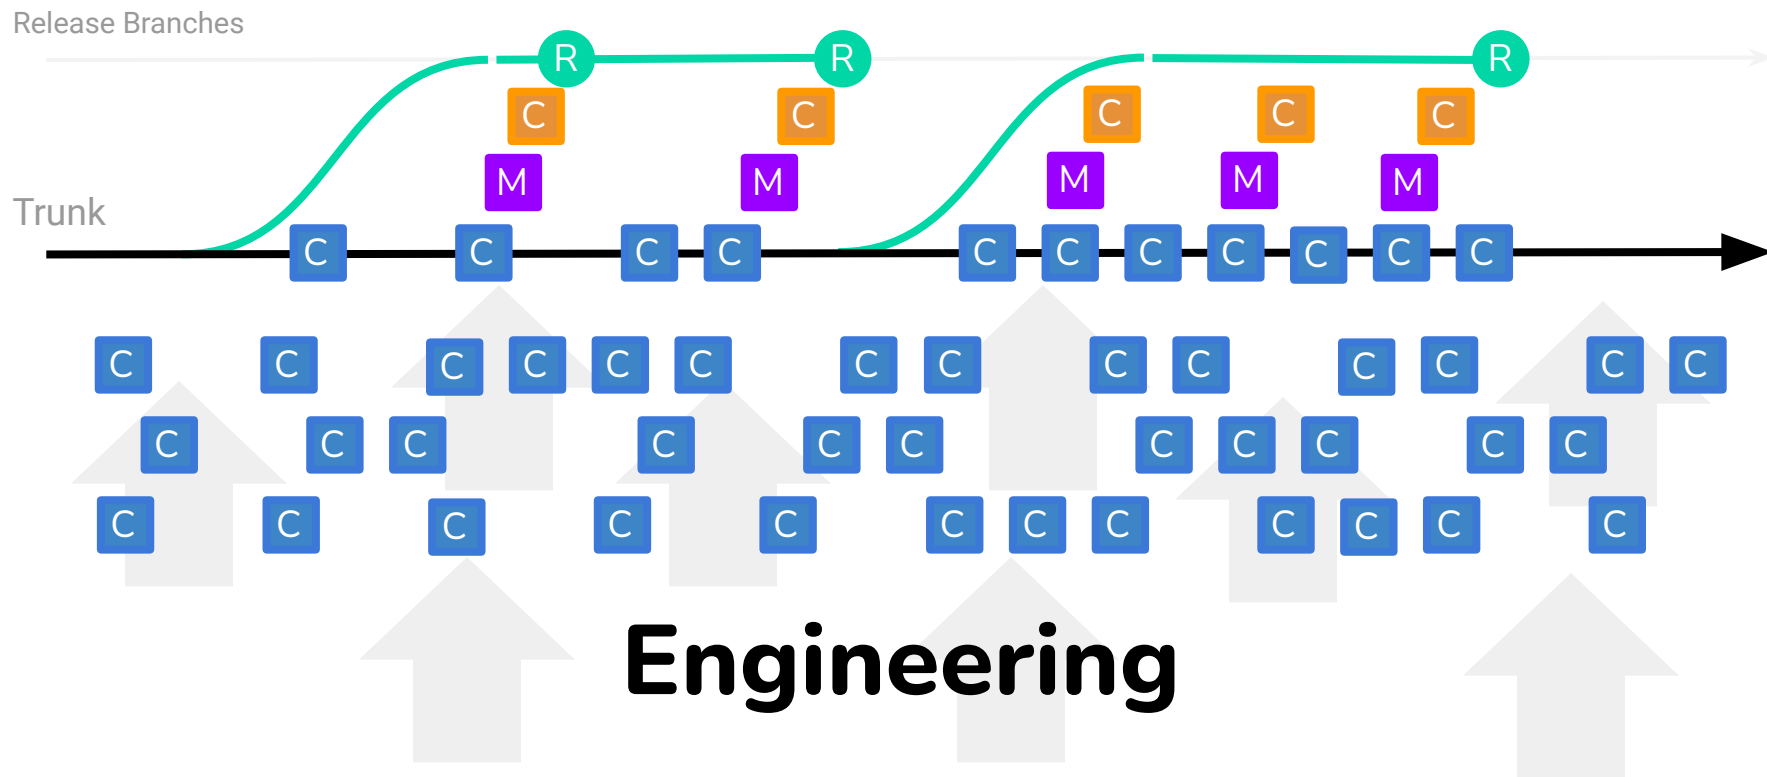 Release Branches
R R R
C C C C C
M M M M M
Trunk
C C C C C C C C C C C
C C C C C C C C C C C C C C
C C C C C C C C C C C
C C C C C C C C C C C C
Engineering